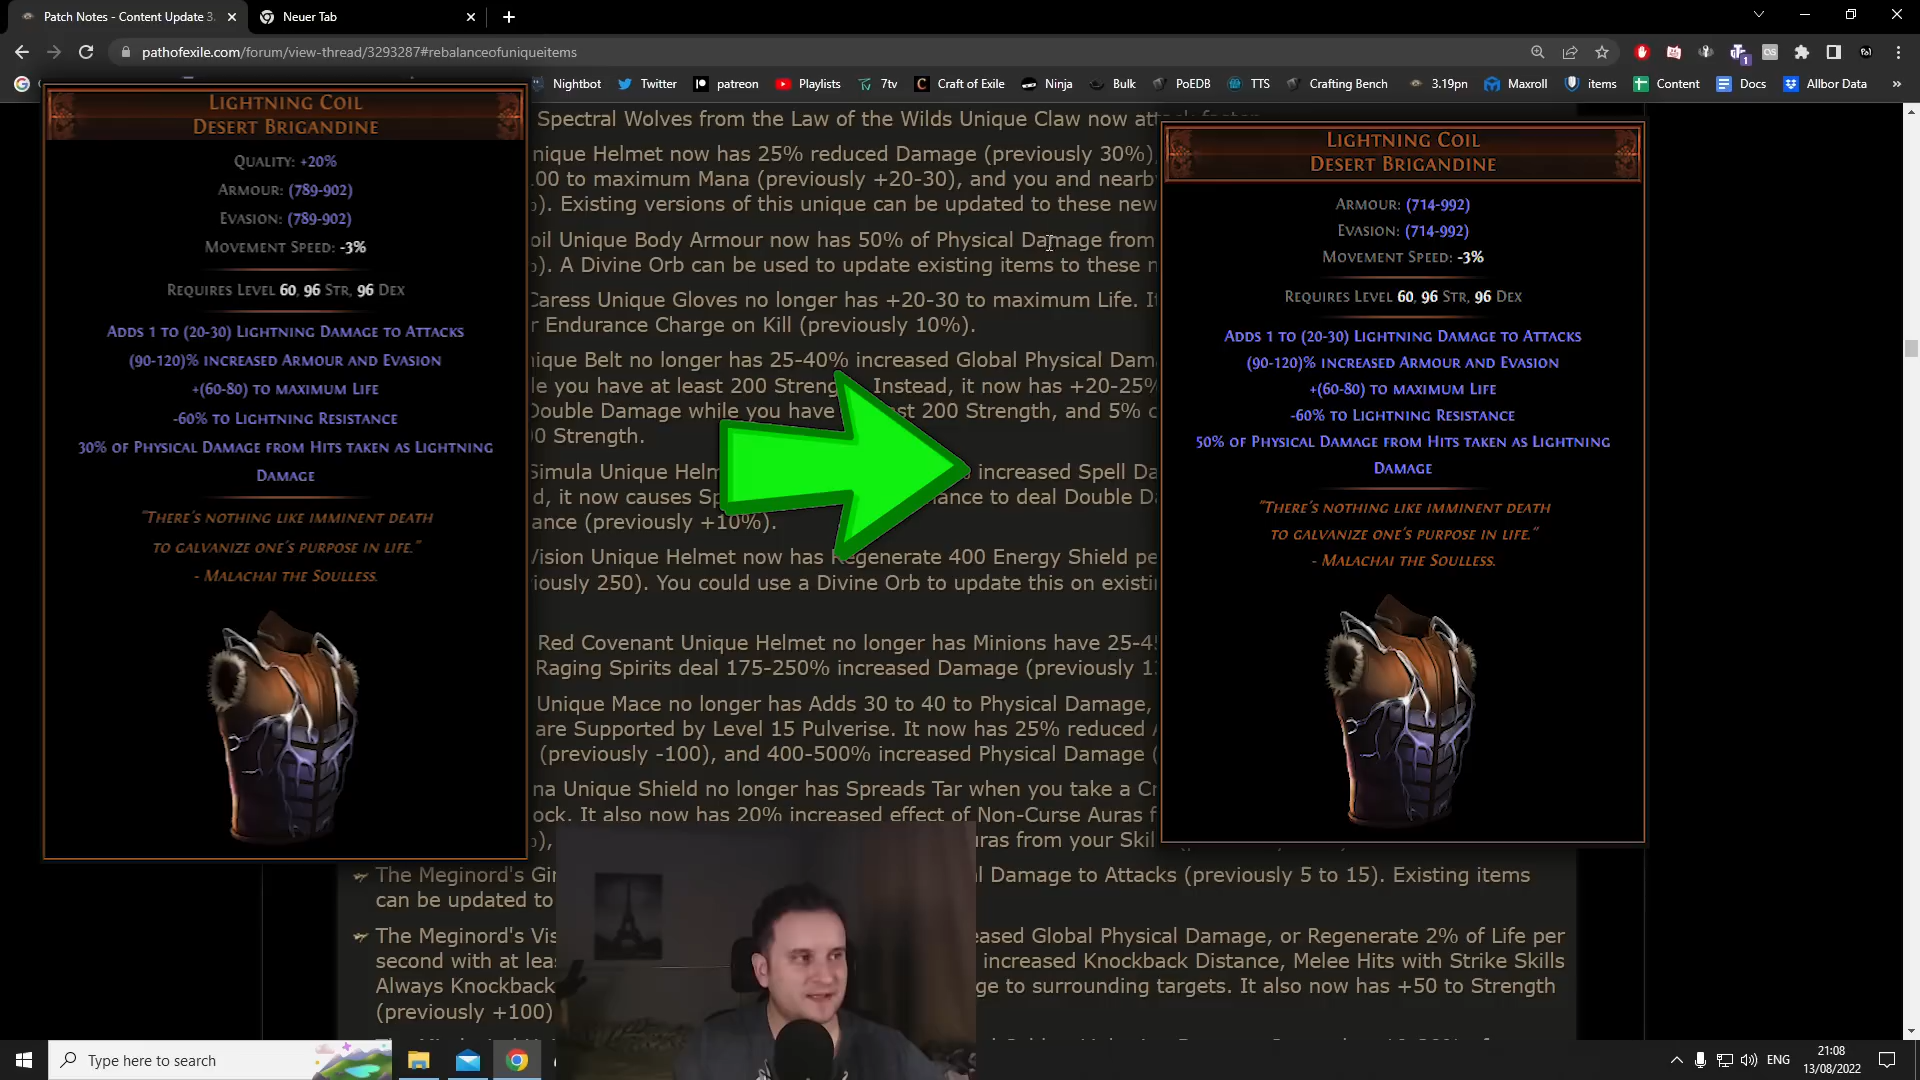 Patch Notes - Content Update 3.
Neuer Tab
pathofexile.com/forum/view-thread/3293287#rebalanceofuniqueitems
Nightbot
Twitter
patreon
Playlists
7tv
Craft of Exile
Ninja
Bulk
PoEDB
TTS
Crafting Bench
3.19pn
Maxroll
items
Content
Docs
Allbor Data
»
LIGHTNING COIL
DESERT BRIGANDINE
QUALITY: +20%
ARMOUR: (789-902)
EVASION: (789-902)
MOVEMENT SPEED: -3%
REQUIRES LEVEL 60, 96 STR, 96 DEX
ADDS 1 TO (20-30) LIGHTNING DAMAGE TO ATTACKS
(90-120)% INCREASED ARMOUR AND EVASION
+(60-80) TO MAXIMUM LIFE
-60% TO LIGHTNING RESISTANCE
30% OF PHYSICAL DAMAGE FROM HITS TAKEN AS LIGHTNING
DAMAGE
"THERE'S NOTHING LIKE IMMINENT DEATH
TO GALVANIZE ONE'S PURPOSE IN LIFE."
- MALACHAI THE SOULLESS.
Spectral Wolves from the Law of the Wilds Unique Claw now attack faster.
nique Helmet now has 25% reduced Damage (previously 30%),
00 to maximum Mana (previously +20-30), and you and nearby
). Existing versions of this unique can be updated to these new
oil Unique Body Armour now has 50% of Physical Damage from
). A Divine Orb can be used to update existing items to these n
Caress Unique Gloves no longer has +20-30 to maximum Life. I
r Endurance Charge on Kill (previously 10%).
nique Belt no longer has 25-40% increased Global Physical Dam
le you have at least 200 Strength. Instead, it now has +20-25%
Double Damage while you have at least 200 Strength, and 5% c
0 Strength.
Simula Unique Helm increased Spell Da
d, it now causes Sp ance to deal Double D
ance (previously +10%).
Vision Unique Helmet now has Regenerate 400 Energy Shield pe
iously 250). You could use a Divine Orb to update this on existi
Red Covenant Unique Helmet no longer has Minions have 25-4
Raging Spirits deal 175-250% increased Damage (previously 1
Unique Mace no longer has Adds 30 to 40 to Physical Damage,
are Supported by Level 15 Pulverise. It now has 25% reduced A
(previously -100), and 400-500% increased Physical Damage (
na Unique Shield no longer has Spreads Tar when you take a Cr
ock. It also now has 20% increased effect of Non-Curse Auras f
), uras from your Skil
The Meginord's Gir l Damage to Attacks (previously 5 to 15). Existing items
can be updated to
The Meginord's Vis eased Global Physical Damage, or Regenerate 2% of Life per
second with at leas increased Knockback Distance, Melee Hits with Strike Skills
Always Knockback ge to surrounding targets. It also now has +50 to Strength
(previously +100)
LIGHTNING COIL
DESERT BRIGANDINE
ARMOUR: (714-992)
EVASION: (714-992)
MOVEMENT SPEED: -3%
REQUIRES LEVEL 60, 96 STR, 96 DEX
ADDS 1 TO (20-30) LIGHTNING DAMAGE TO ATTACKS
(90-120)% INCREASED ARMOUR AND EVASION
+(60-80) TO MAXIMUM LIFE
-60% TO LIGHTNING RESISTANCE
50% OF PHYSICAL DAMAGE FROM HITS TAKEN AS LIGHTNING
DAMAGE
"THERE'S NOTHING LIKE IMMINENT DEATH
TO GALVANIZE ONE'S PURPOSE IN LIFE."
- MALACHAI THE SOULLESS.
Type here to search
ENG
21:08
13/08/2022